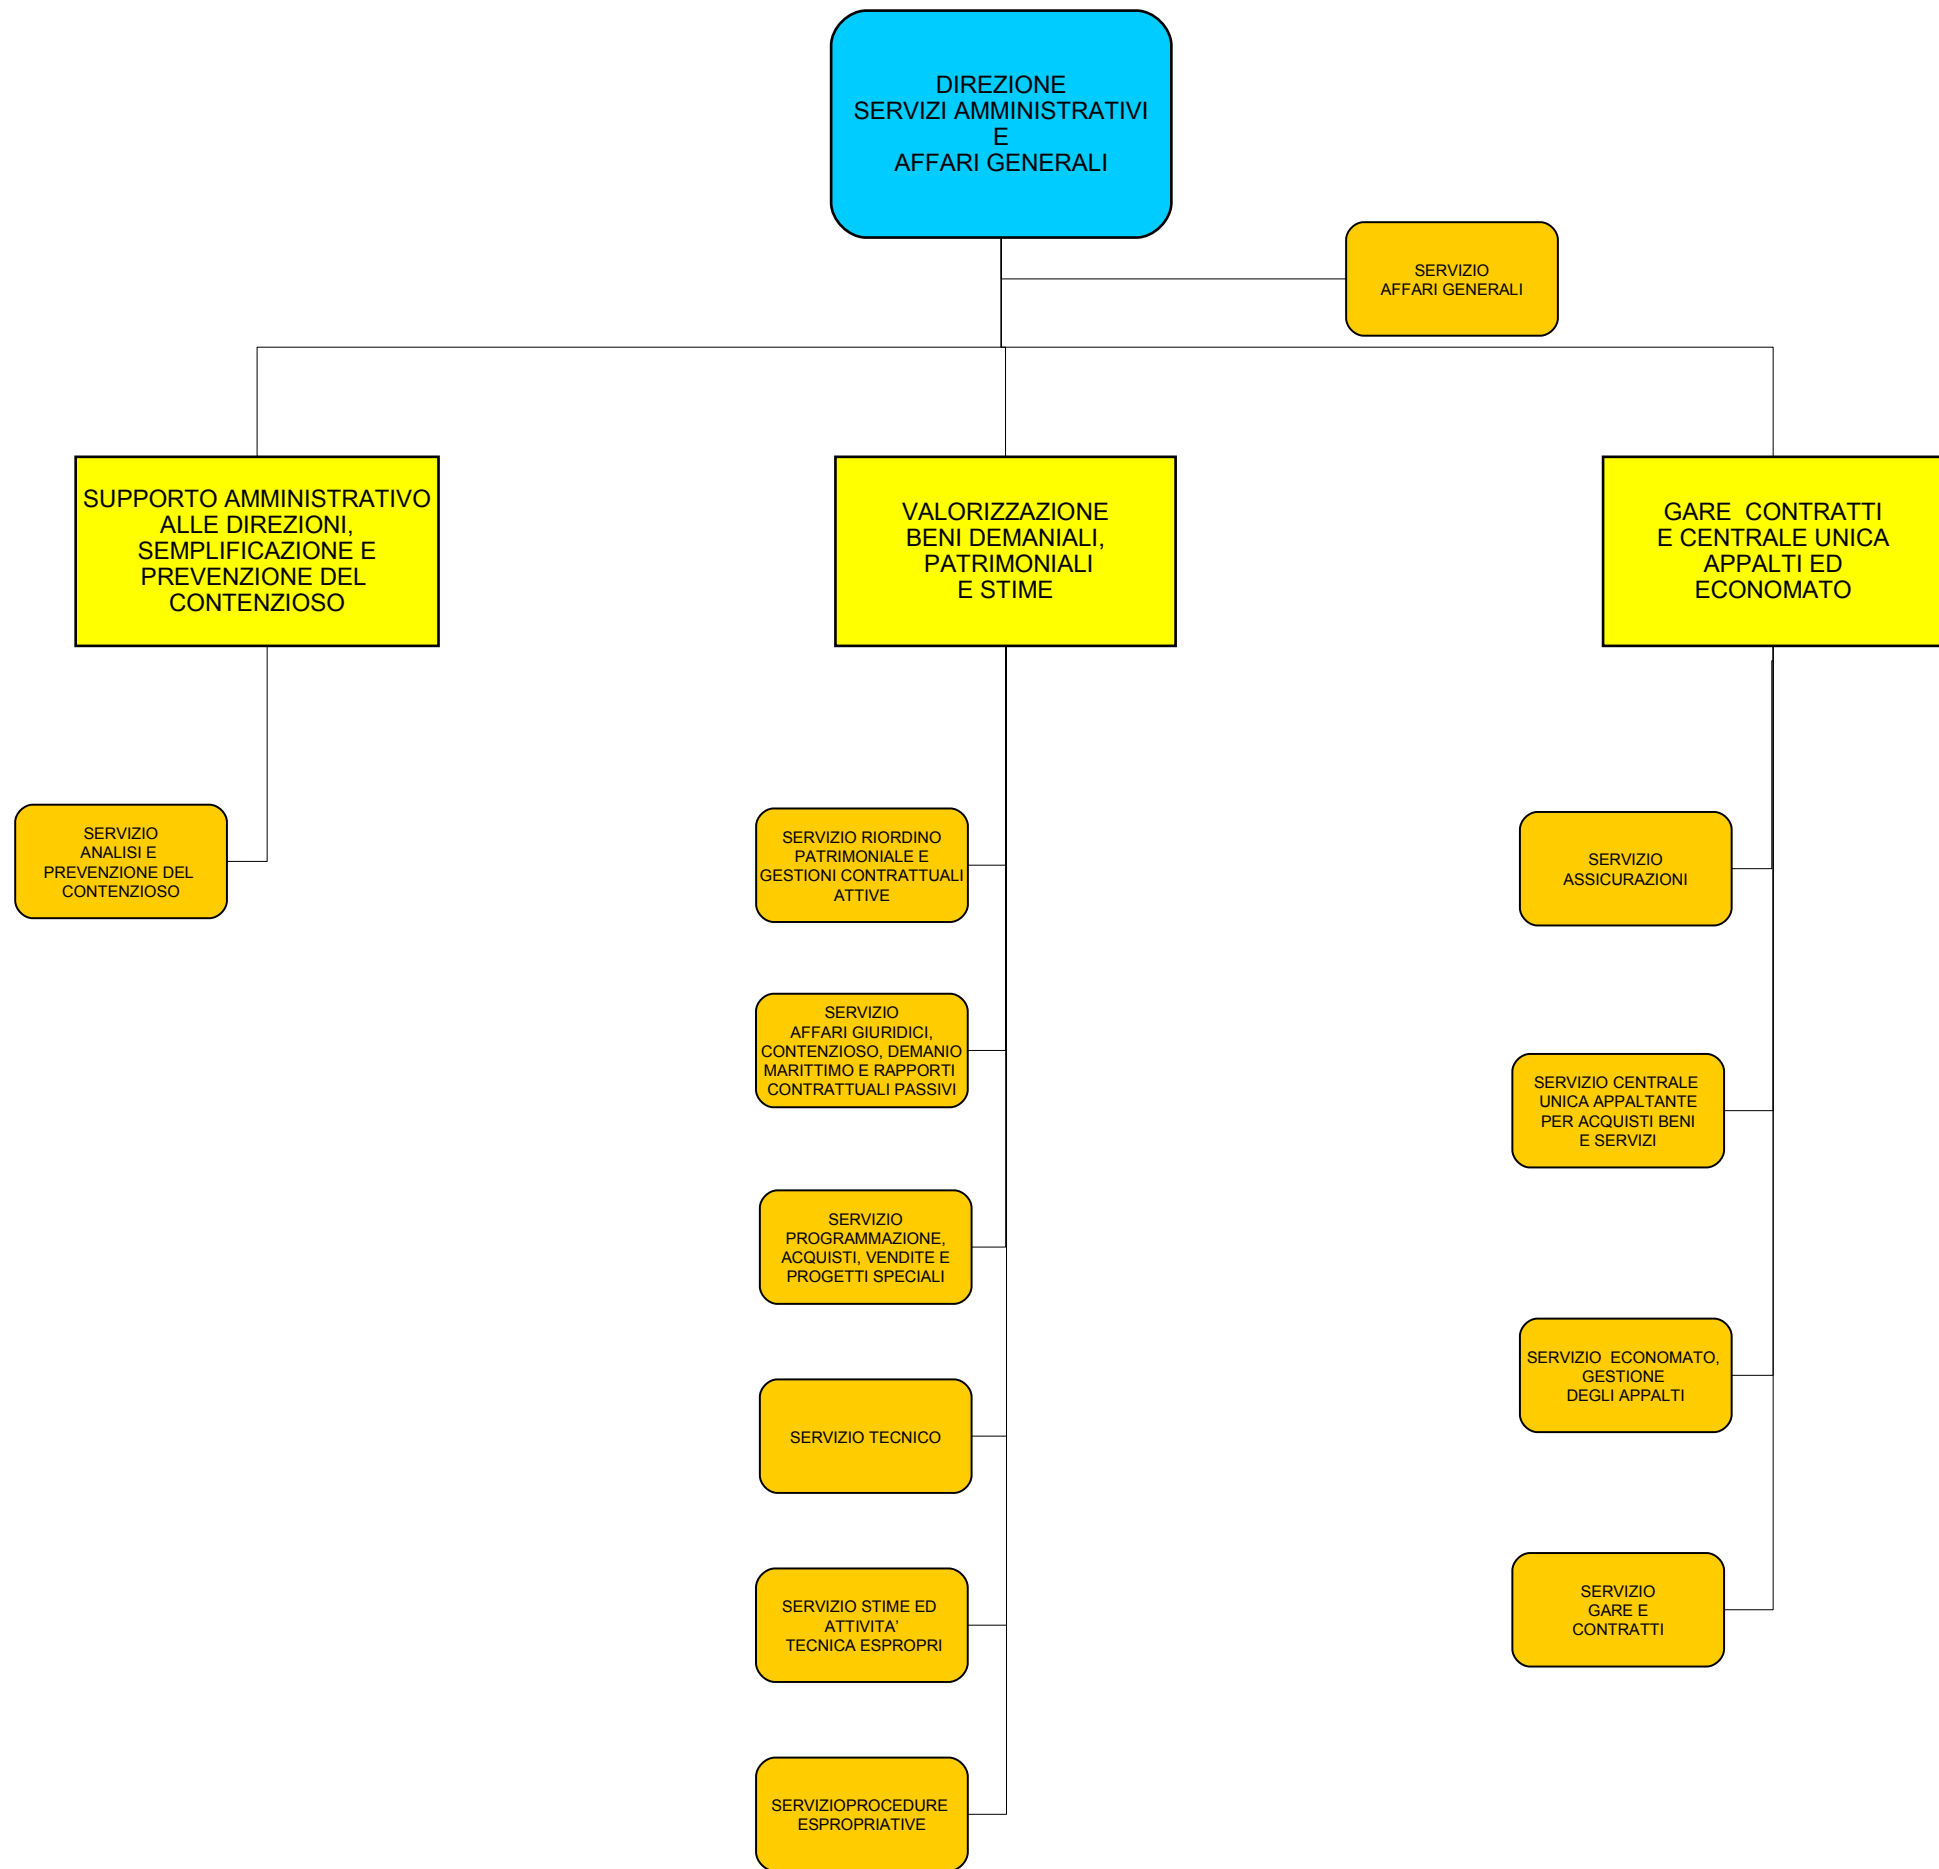 DIREZIONE
SERVIZI AMMINISTRATIVI
E
AFFARI GENERALI
SERVIZIO
AFFARI GENERALI
SUPPORTO AMMINISTRATIVO
ALLE DIREZIONI,
SEMPLIFICAZIONE E
PREVENZIONE DEL
CONTENZIOSO
VALORIZZAZIONE
BENI DEMANIALI,
PATRIMONIALI
E STIME
GARE  CONTRATTI
E CENTRALE UNICA
APPALTI ED
ECONOMATO
SERVIZIO
ANALISI E
PREVENZIONE DEL
CONTENZIOSO
SERVIZIO RIORDINO
PATRIMONIALE E
GESTIONI CONTRATTUALI
ATTIVE
SERVIZIO
AFFARI GIURIDICI,
CONTENZIOSO, DEMANIO
MARITTIMO E RAPPORTI
CONTRATTUALI PASSIVI
SERVIZIO
PROGRAMMAZIONE,
ACQUISTI, VENDITE E
PROGETTI SPECIALI
SERVIZIO TECNICO
SERVIZIO STIME ED
ATTIVITA’
TECNICA ESPROPRI
SERVIZIOPROCEDURE
ESPROPRIATIVE
SERVIZIO
ASSICURAZIONI
SERVIZIO CENTRALE
UNICA APPALTANTE
PER ACQUISTI BENI
E SERVIZI
SERVIZIO  ECONOMATO,
GESTIONE
DEGLI APPALTI
SERVIZIO
GARE E
CONTRATTI